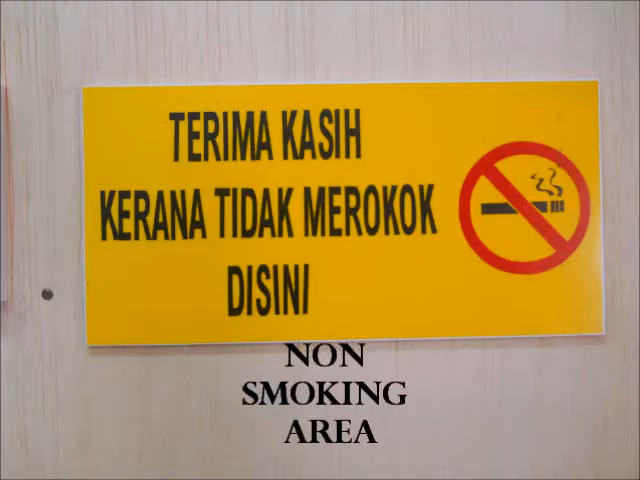 TERIMA KASIH
KERANA TIDAK MEROKOK
DISINI
NON
SMOKING
AREA